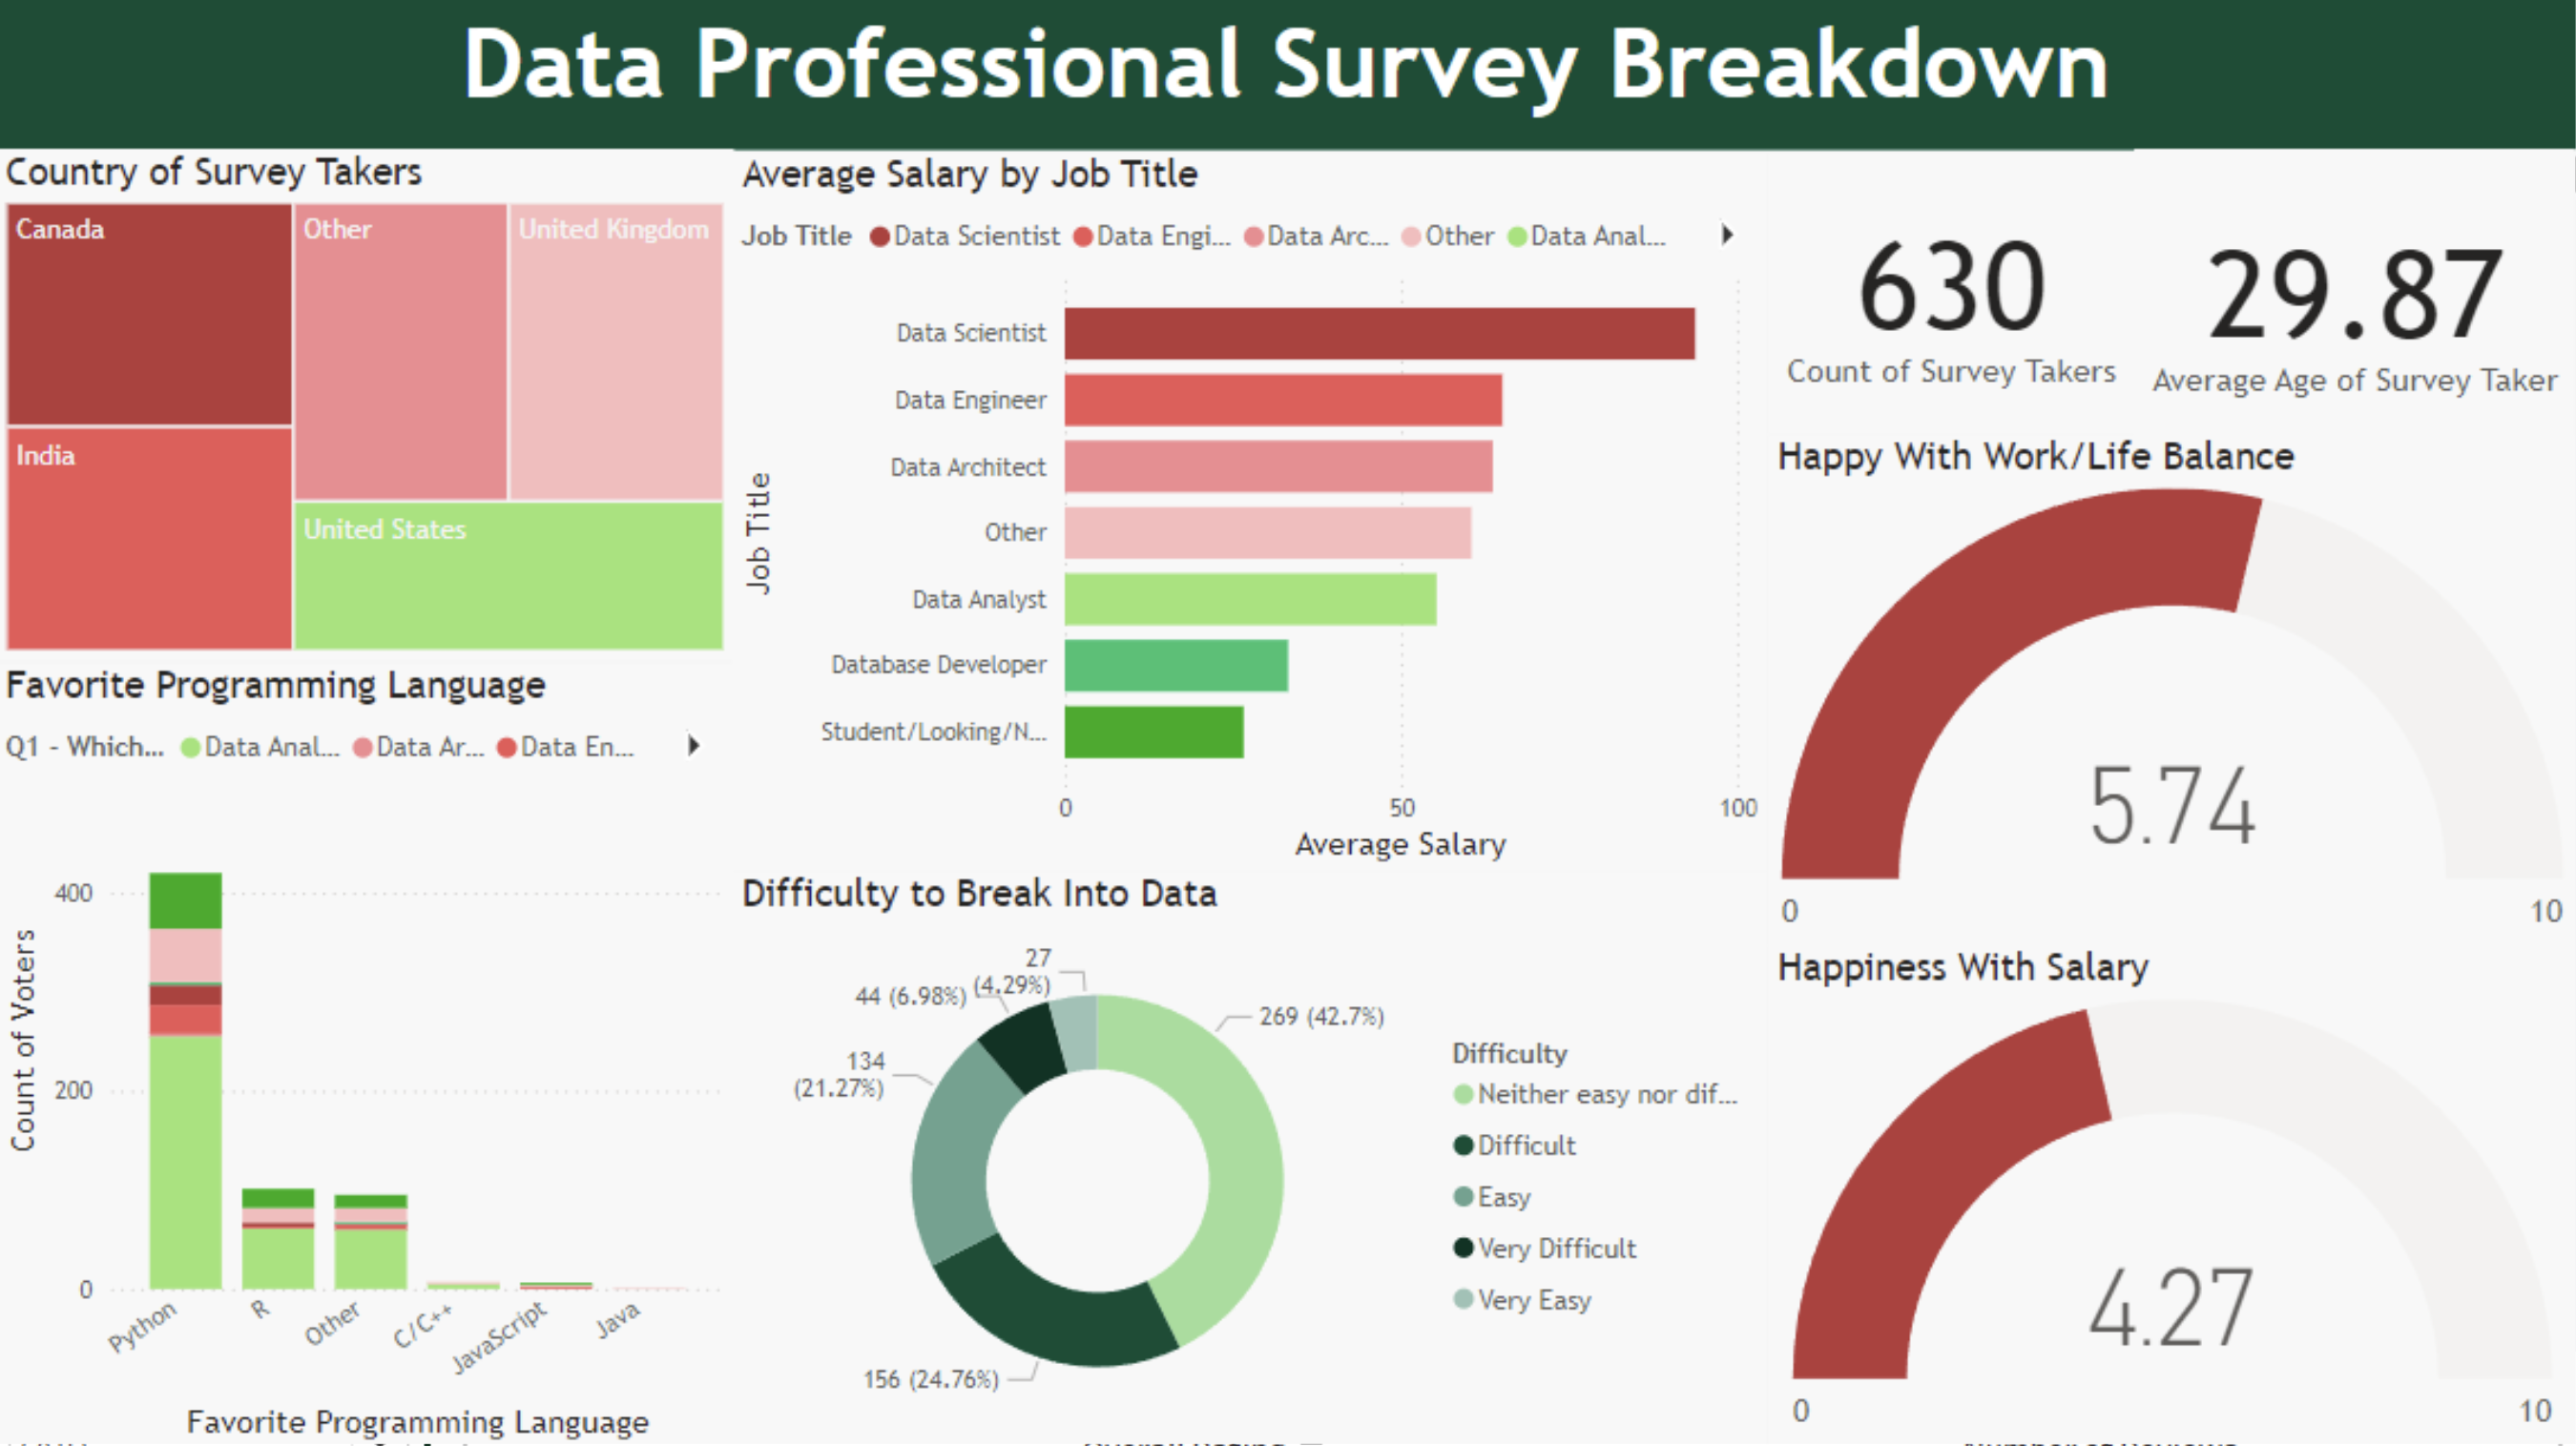 Data Professional Survey Breakdown
Country of Survey Takers
Canada
Other
United Kingdom
India
United States
Average Salary by Job Title
Job Title Data Scientist Data Engi... Data Arc... Other Data Anal...
Job Title
Data Scientist
Data Engineer
Data Architect
Other
Data Analyst
Database Developer
Student/Looking/N...
0 50 100
Average Salary
630
Count of Survey Takers
29.87
Average Age of Survey Taker
Happy With Work/Life Balance
5.74
0 10
Favorite Programming Language
Q1 - Which... Data Anal... Data Ar... Data En...
Count of Voters
400
200
0
Python R Other C/C++ JavaScript Java
Favorite Programming Language
Difficulty to Break Into Data
27
(4.29%)
44 (6.98%)
269 (42.7%)
134
(21.27%)
156 (24.76%)
Difficulty
Neither easy nor dif...
Difficult
Easy
Very Difficult
Very Easy
Happiness With Salary
4.27
0 10